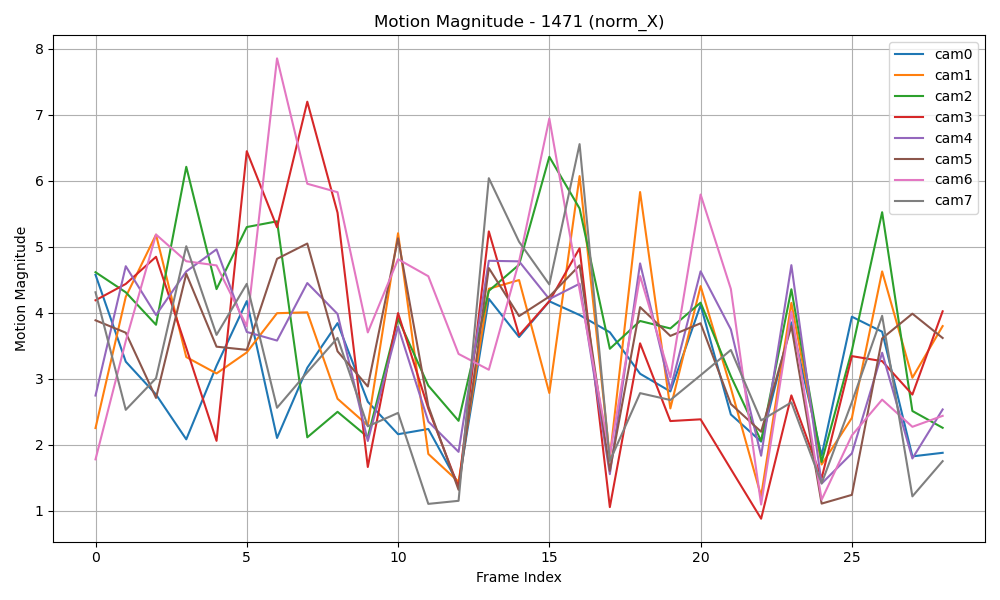 Motion Magnitude - 1471 (norm_X)
Motion Magnitude
8
7
6
5
4
3
2
1
0
5
10
15
20
25
Frame Index
cam0
cam1
cam2
cam3
cam4
cam5
cam6
cam7